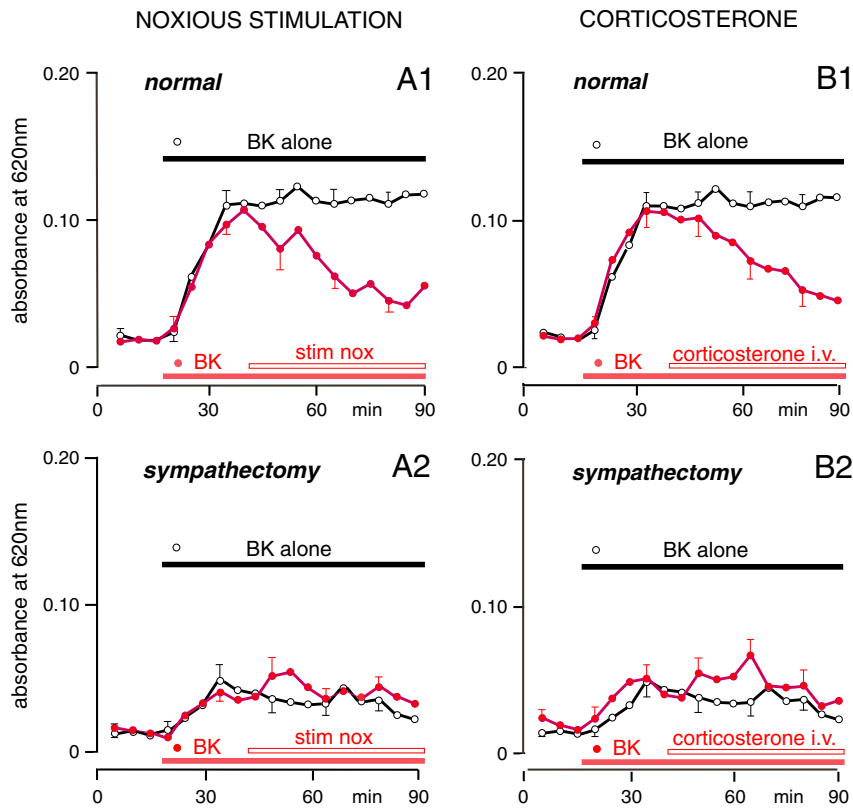 NOXIOUS STIMULATION
CORTICOSTERONE
absorbance at 620nm
0.20
0.10
0
normal
A1
BK alone
BK
stim nox
0
30
60
min
90
0.20
0.10
0
normal
B1
BK alone
BK
corticosterone i.v.
0
30
60
min
90
absorbance at 620nm
0.20
0.10
0
sympathectomy
A2
BK alone
BK
stim nox
0
30
60
min
90
0.20
0.10
0
sympathectomy
B2
BK alone
BK
corticosterone i.v.
0
30
60
min
90